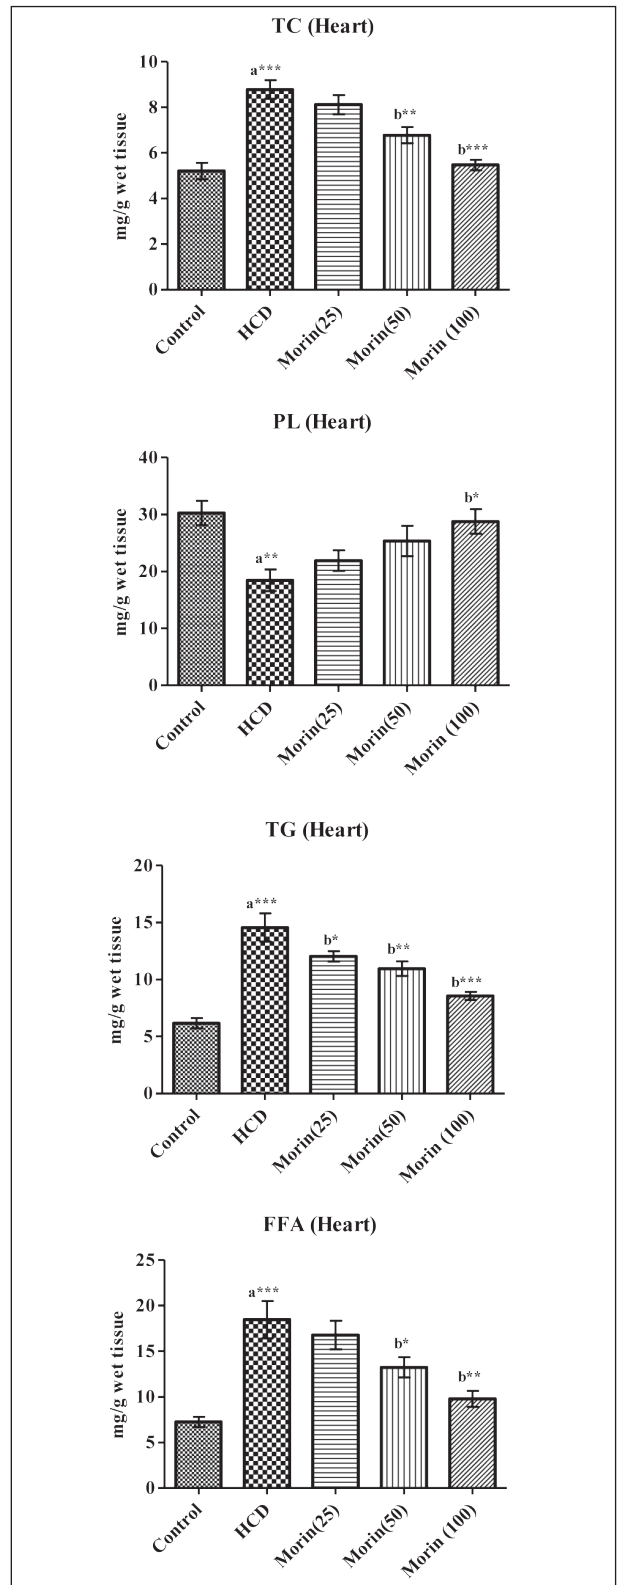 TC (Heart)
mg/g wet tissue
10
8
6
4
2
0
a***
b**
b***
Control
HCD
Morin(25)
Morin(50)
Morin (100)
PL (Heart)
mg/g wet tissue
40
30
20
10
0
a**
b*
Control
HCD
Morin(25)
Morin(50)
Morin (100)
TG (Heart)
mg/g wet tissue
20
15
10
5
0
a***
b*
b**
b***
Control
HCD
Morin(25)
Morin(50)
Morin (100)
FFA (Heart)
mg/g wet tissue
25
20
15
10
5
0
a***
b*
b**
Control
HCD
Morin(25)
Morin(50)
Morin (100)